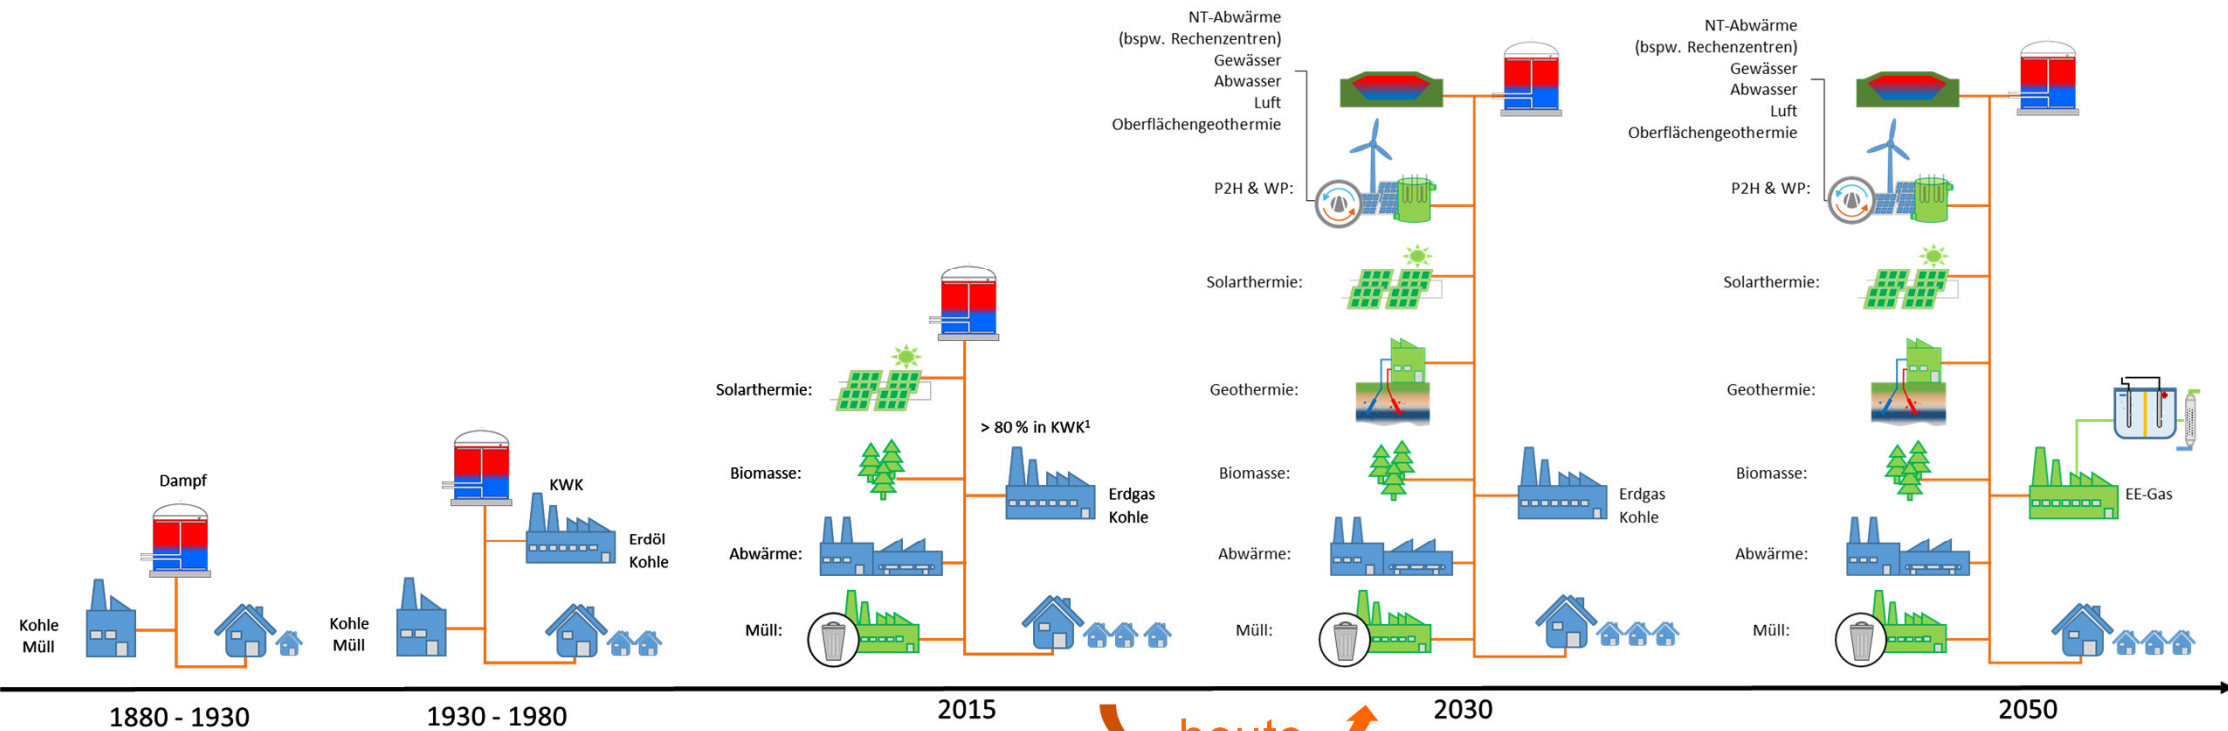 Dampf
Kohle
Müll
1880 - 1930
KWK
Erdöl
Kohle
Kohle
Müll
1930 - 1980
Solarthermie:
> 80 % in KWK¹
Biomasse:
Erdgas
Kohle
Abwärme:
Müll:
2015
heute
NT-Abwärme
(bspw. Rechenzentren)
Gewässer
Abwasser
Luft
Oberflächengeothermie
P2H & WP:
Solarthermie:
Geothermie:
Biomasse:
Erdgas
Kohle
Abwärme:
Müll:
2030
NT-Abwärme
(bspw. Rechenzentren)
Gewässer
Abwasser
Luft
Oberflächengeothermie
P2H & WP:
Solarthermie:
Geothermie:
Biomasse:
EE-Gas
Abwärme:
Müll:
2050